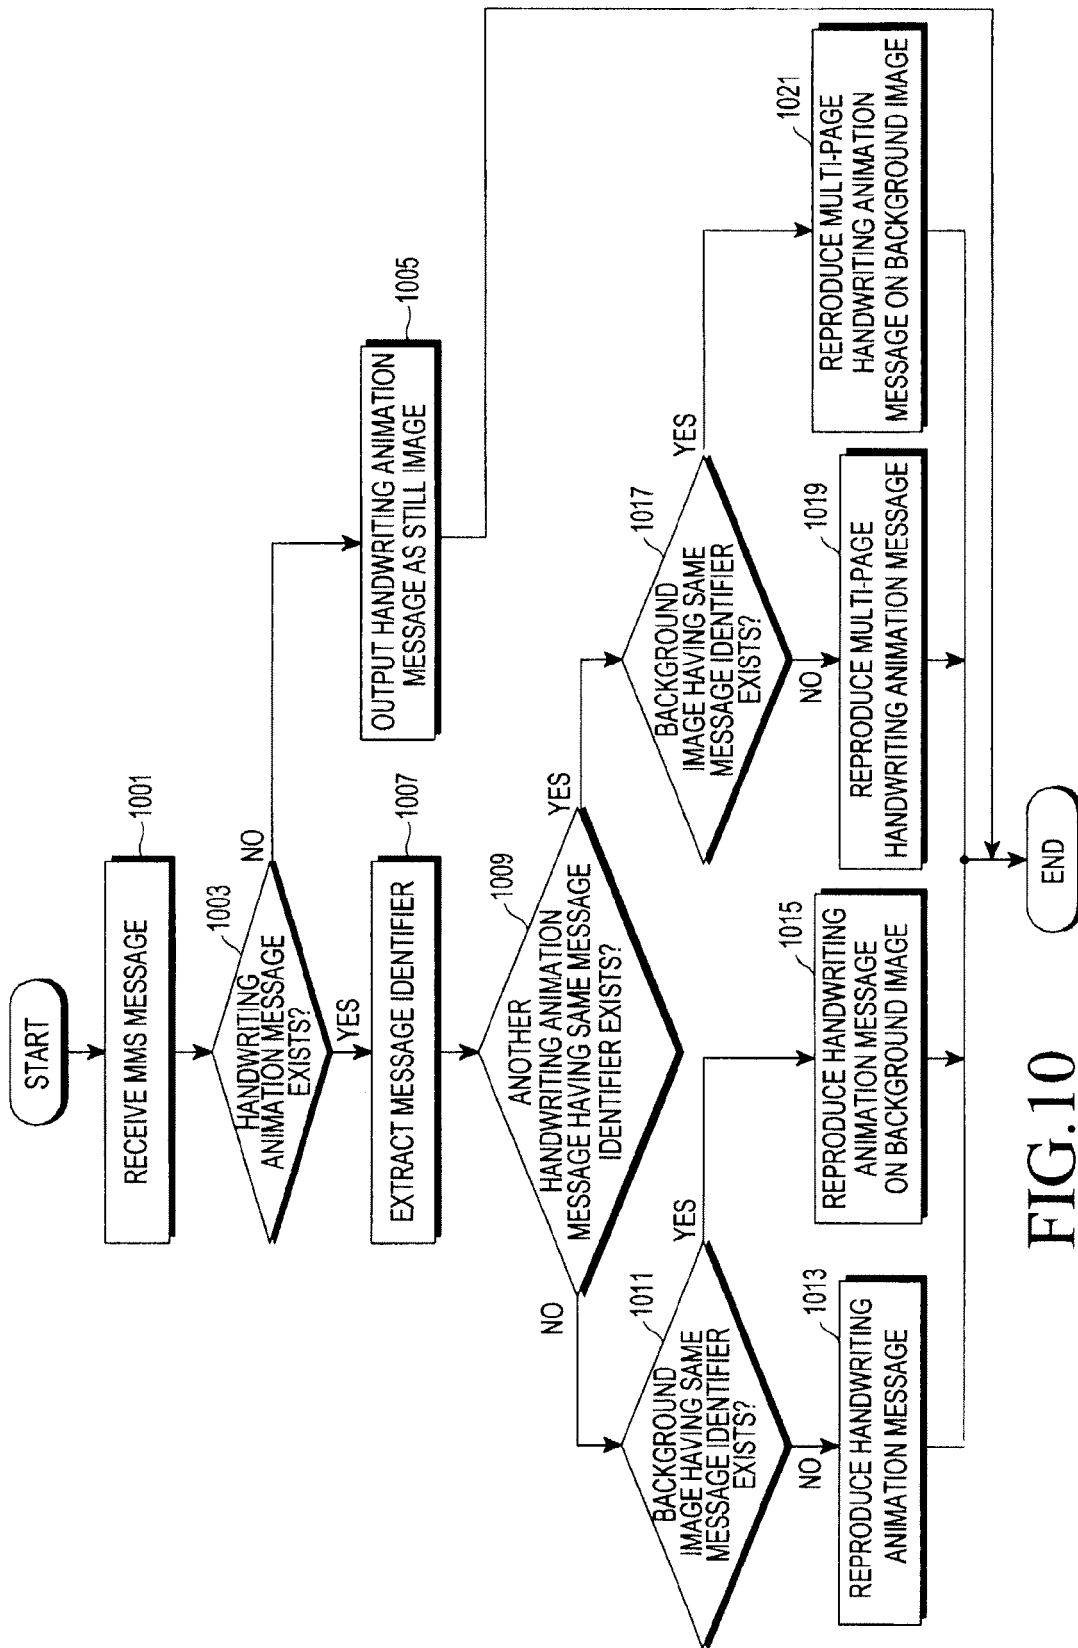 START
1001
RECEIVE MMS MESSAGE
1003
HANDWRITING
ANIMATION MESSAGE
EXISTS?
NO
YES
1005
OUTPUT HANDWRITING ANIMATION
MESSAGE AS STILL IMAGE
1007
EXTRACT MESSAGE IDENTIFIER
1009
ANOTHER
HANDWRITING ANIMATION
MESSAGE HAVING SAME MESSAGE
IDENTIFIER EXISTS?
NO
YES
1011
BACKGROUND
IMAGE HAVING SAME
MESSAGE IDENTIFIER
EXISTS?
YES
NO
1017
BACKGROUND
IMAGE HAVING SAME
MESSAGE IDENTIFIER
EXISTS?
YES
NO
1013
REPRODUCE HANDWRITING
ANIMATION MESSAGE
1015
REPRODUCE HANDWRITING
ANIMATION MESSAGE
ON BACKGROUND IMAGE
1019
REPRODUCE MULTI-PAGE
HANDWRITING ANIMATION MESSAGE
1021
REPRODUCE MULTI-PAGE
HANDWRITING ANIMATION
MESSAGE ON BACKGROUND IMAGE
END
FIG.10